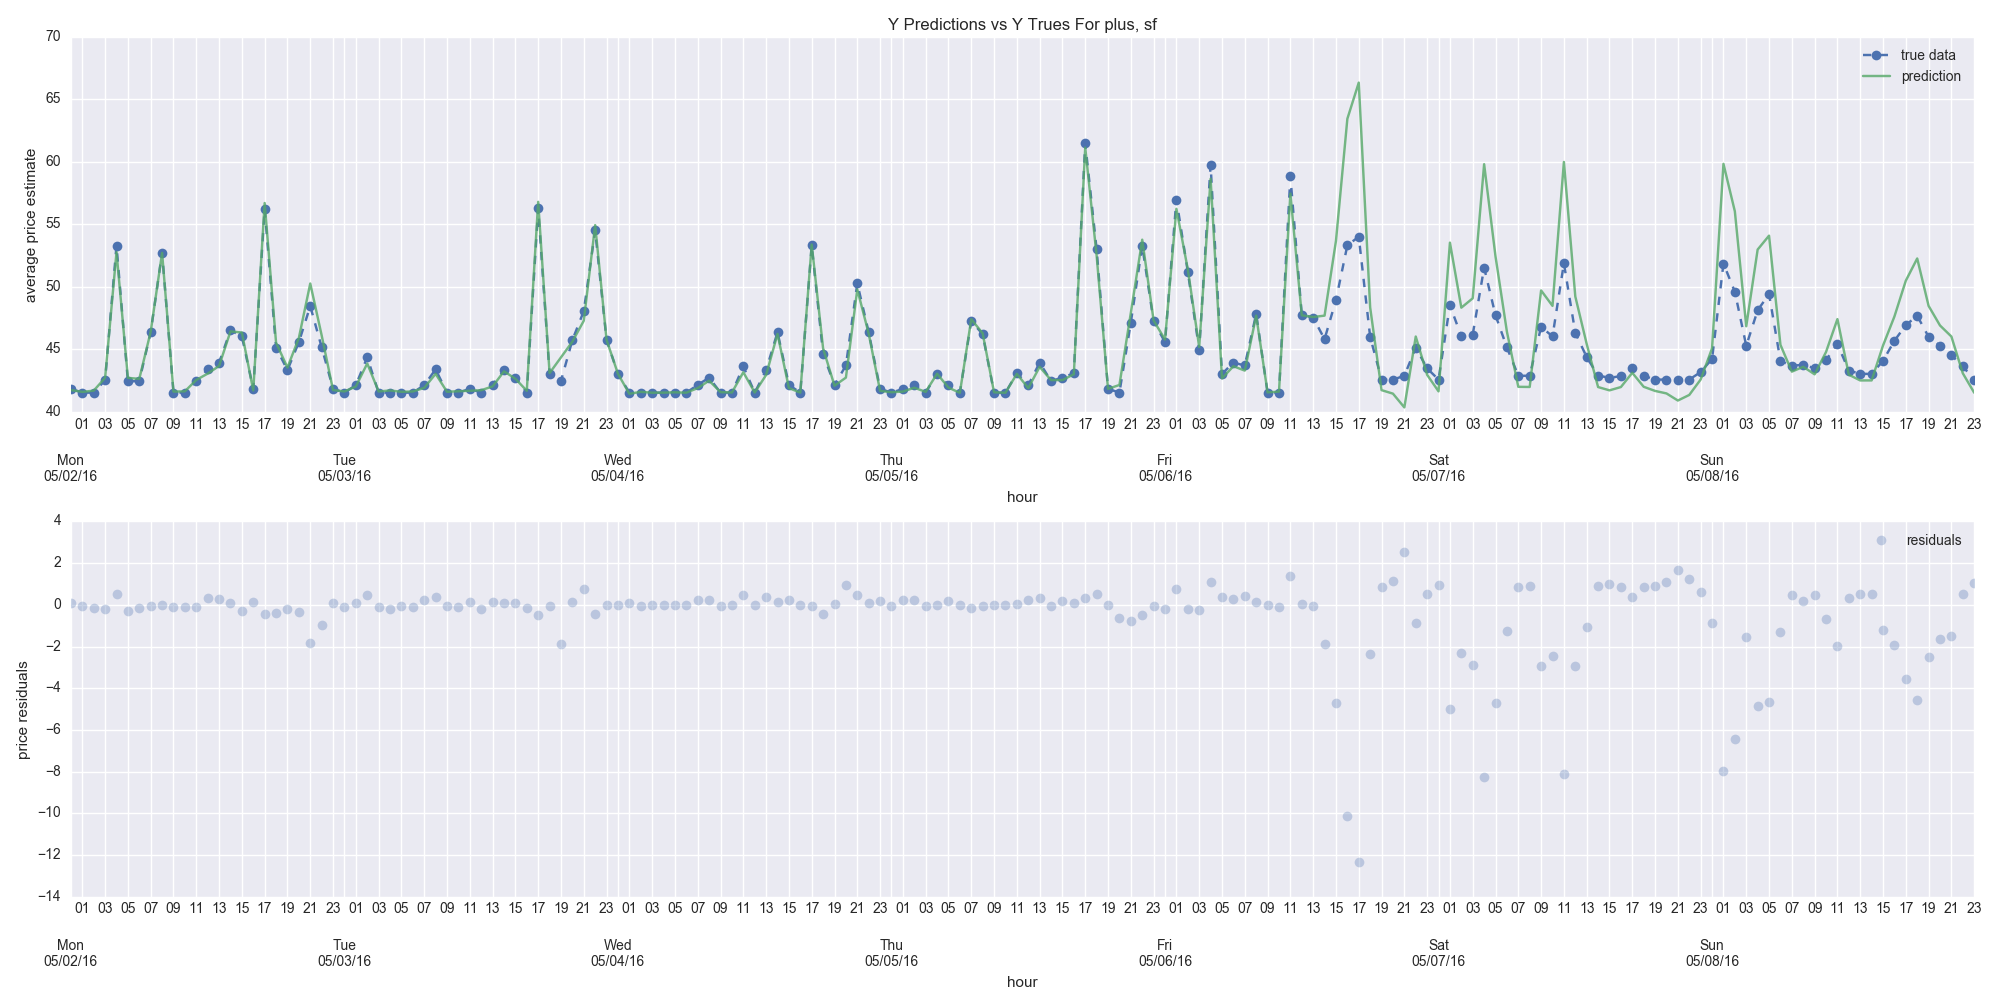 Y Predictions vs Y Trues For plus, sf
70
65
60
55
50
45
40
average price estimate
true data
prediction
01 03 05 07 09 11 13 15 17 19 21 23 01 03 05 07 09 11 13 15 17 19 21 23 01 03 05 07 09 11 13 15 17 19 21 23 01 03 05 07 09 11 13 15 17 19 21 23 01 03 05 07 09 11 13 15 17 19 21 23 01 03 05 07 09 11 13 15 17 19 21 23 01 03 05 07 09 11 13 15 17 19 21 23
Mon Tue Wed Thu Fri Sat Sun
05/02/16 05/03/16 05/04/16 05/05/16 05/06/16 05/07/16 05/08/16
hour
4
2
0
−2
−4
−6
−8
−10
−12
−14
price residuals
residuals
01 03 05 07 09 11 13 15 17 19 21 23 01 03 05 07 09 11 13 15 17 19 21 23 01 03 05 07 09 11 13 15 17 19 21 23 01 03 05 07 09 11 13 15 17 19 21 23 01 03 05 07 09 11 13 15 17 19 21 23 01 03 05 07 09 11 13 15 17 19 21 23 01 03 05 07 09 11 13 15 17 19 21 23
Mon Tue Wed Thu Fri Sat Sun
05/02/16 05/03/16 05/04/16 05/05/16 05/06/16 05/07/16 05/08/16
hour